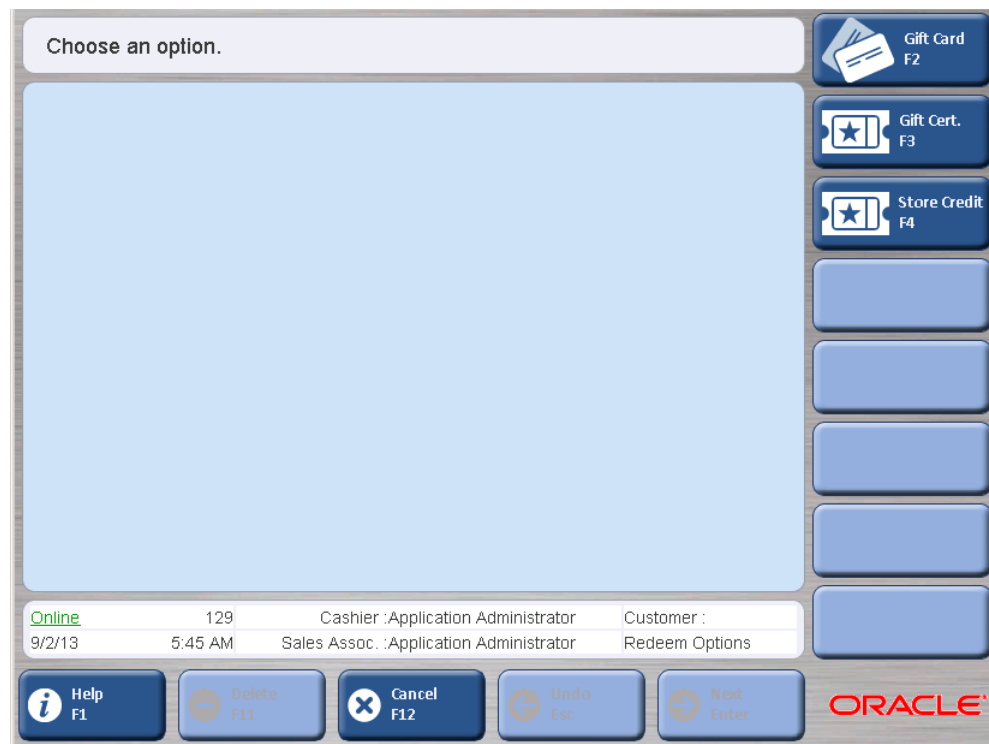 Choose an option.
Gift Card
F2
Gift Cert.
F3
Store Credit
F4
Online 129 Cashier :Application Administrator Customer :
9/2/13 5:45 AM Sales Assoc. :Application Administrator Redeem Options
Help
F1
Delete
F11
Cancel
F12
Undo
Esc
Next
Enter
ORACLE